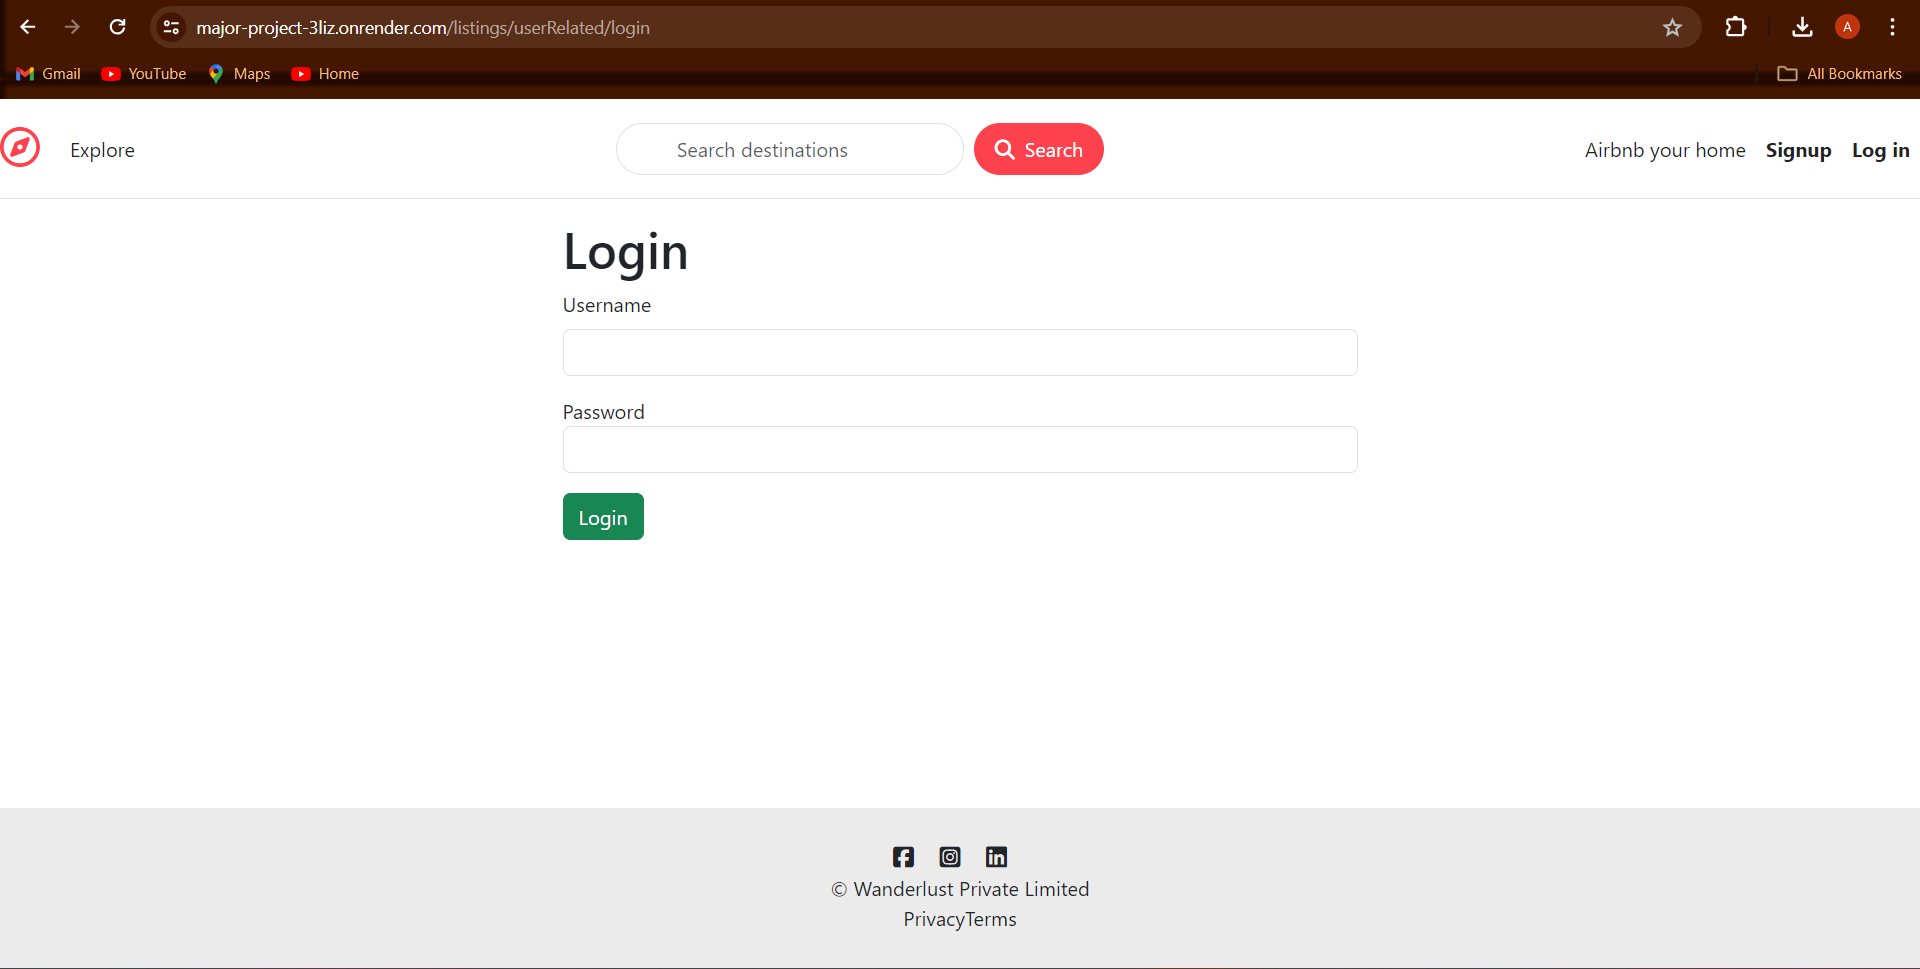 major-project-3liz.onrender.com/listings/userRelated/login
A
Gmail YouTube Maps Home All Bookmarks
Explore Search destinations Search Airbnb your home Signup Log in
Login
Username
Password
Login
© Wanderlust Private Limited
PrivacyTerms